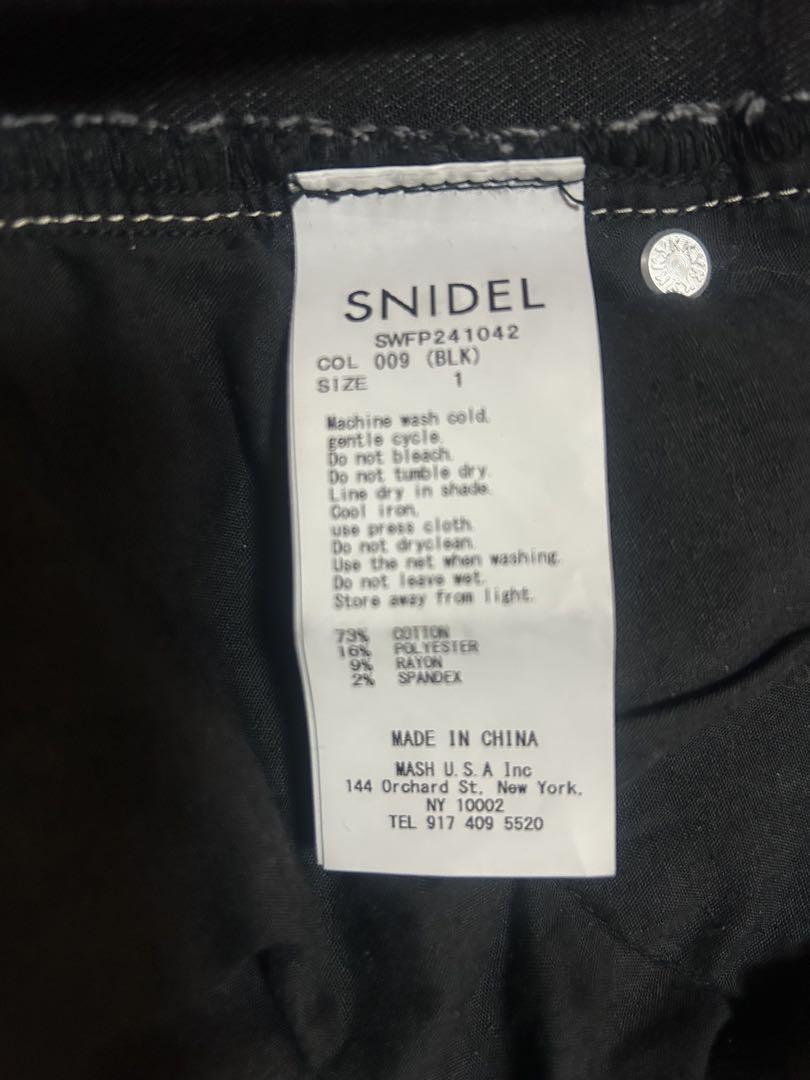 SNIDEL
SWFP241042
COL 009 (BLK)
SIZE 1
Machine wash cold.
gentle cycle.
Do not bleach.
Do not tumble dry.
Line dry in shade.
Cool iron.
use press cloth.
Do not dryclean.
Use the net when washing.
Do not leave wet.
Store away from light.
73% COTTON
16% POLYESTER
9% RAYON
2% SPANDEX
MADE IN CHINA
MASH U.S.A Inc
144 Orchard St. New York.
NY 10002
TEL 917 409 5520